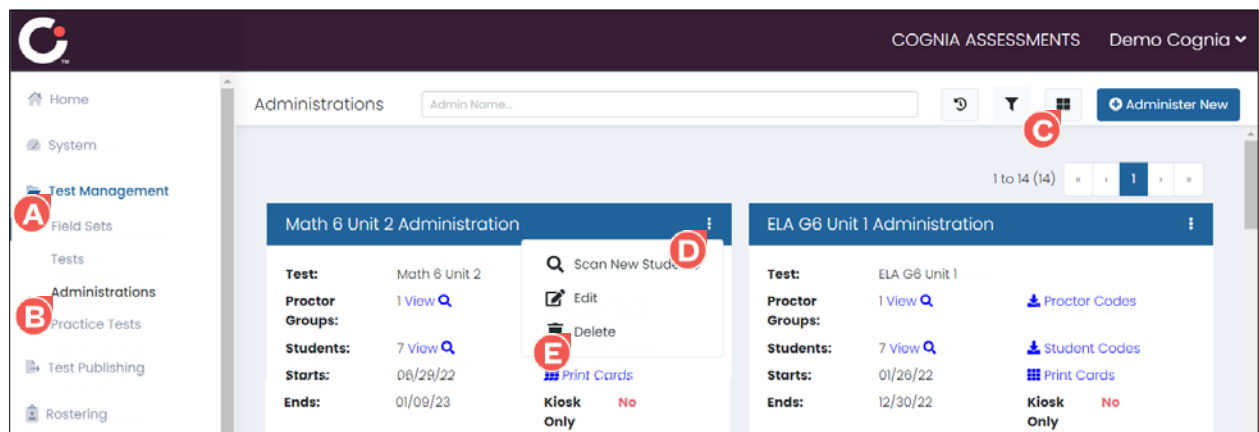 COGNIA ASSESSMENTS Demo Cognia
TM
Home
Administrations
Admin Name...
Administer New
System
C
Test Management
1 to 14 (14) « ‹ 1 › »
A
Field Sets
Math 6 Unit 2 Administration
ELA G6 Unit 1 Administration
D
Tests
Test: Math 6 Unit 2
Scan New Students
Test: ELA G6 Unit 1
Administrations
Proctor Groups: 1 View
Edit
Proctor Groups: 1 View Proctor Codes
B
Practice Tests
Delete
E
Students: 7 View
Students: 7 View Student Codes
Test Publishing
Starts: 06/29/22 Print Cards
Starts: 01/26/22 Print Cards
Rostering
Ends: 01/09/23 Kiosk Only No
Ends: 12/30/22 Kiosk Only No